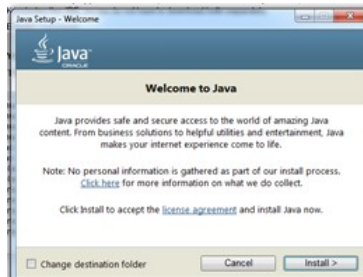 Java Setup - Welcome
Java
ORACLE
Welcome to Java
Java provides safe and secure access to the world of amazing Java
content. From business solutions to helpful utilities and entertainment, Java
makes your internet experience come to life.
Note: No personal information is gathered as part of our install process.
Click here for more information on what we do collect.
Click Install to accept the license agreement and install Java now.
Change destination folder
Cancel
Install >